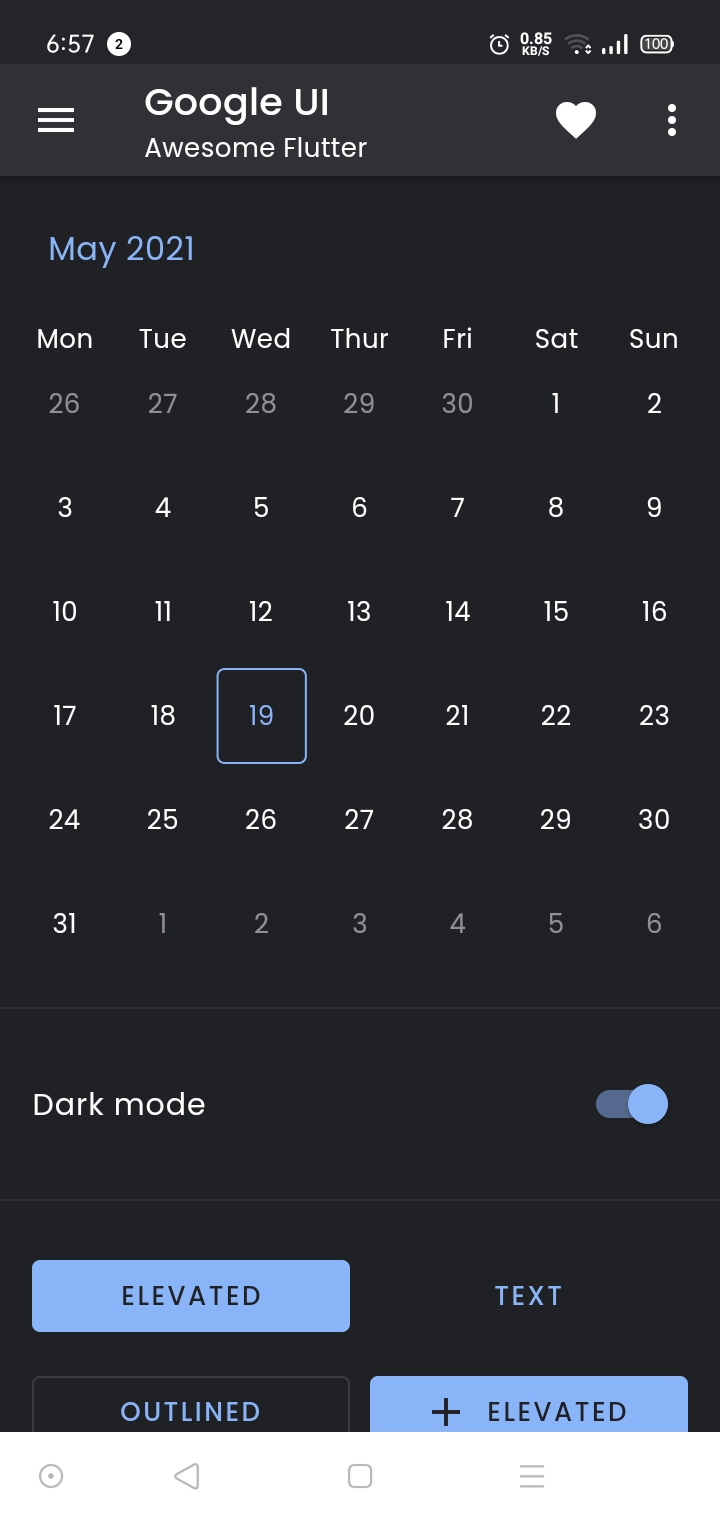 6:57 2 0.85 KB/S 100
Google UI
Awesome Flutter
May 2021
Mon Tue Wed Thur Fri Sat Sun
26 27 28 29 30 1 2
3 4 5 6 7 8 9
10 11 12 13 14 15 16
17 18 19 20 21 22 23
24 25 26 27 28 29 30
31 1 2 3 4 5 6
Dark mode
ELEVATED TEXT
OUTLINED ELEVATED